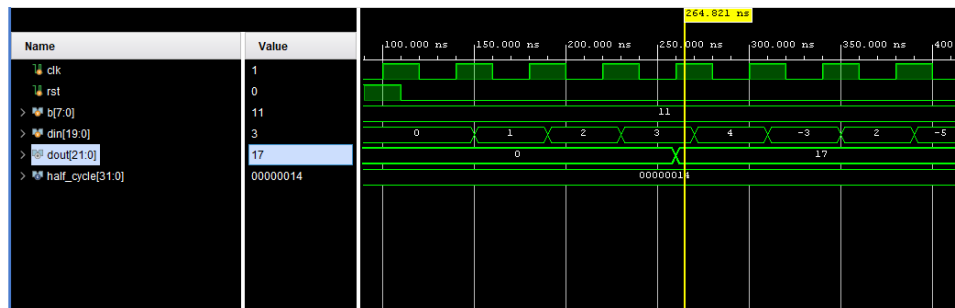 264.821 ns
Name Value
100.000 ns 150.000 ns 200.000 ns 250.000 ns 300.000 ns 350.000 ns 400
clk 1
rst 0
> b[7:0] 11 11
> din[19:0] 3 0 1 2 3 4 -3 2 -5
> dout[21:0] 17 0 17
> half_cycle[31:0] 00000014 00000014